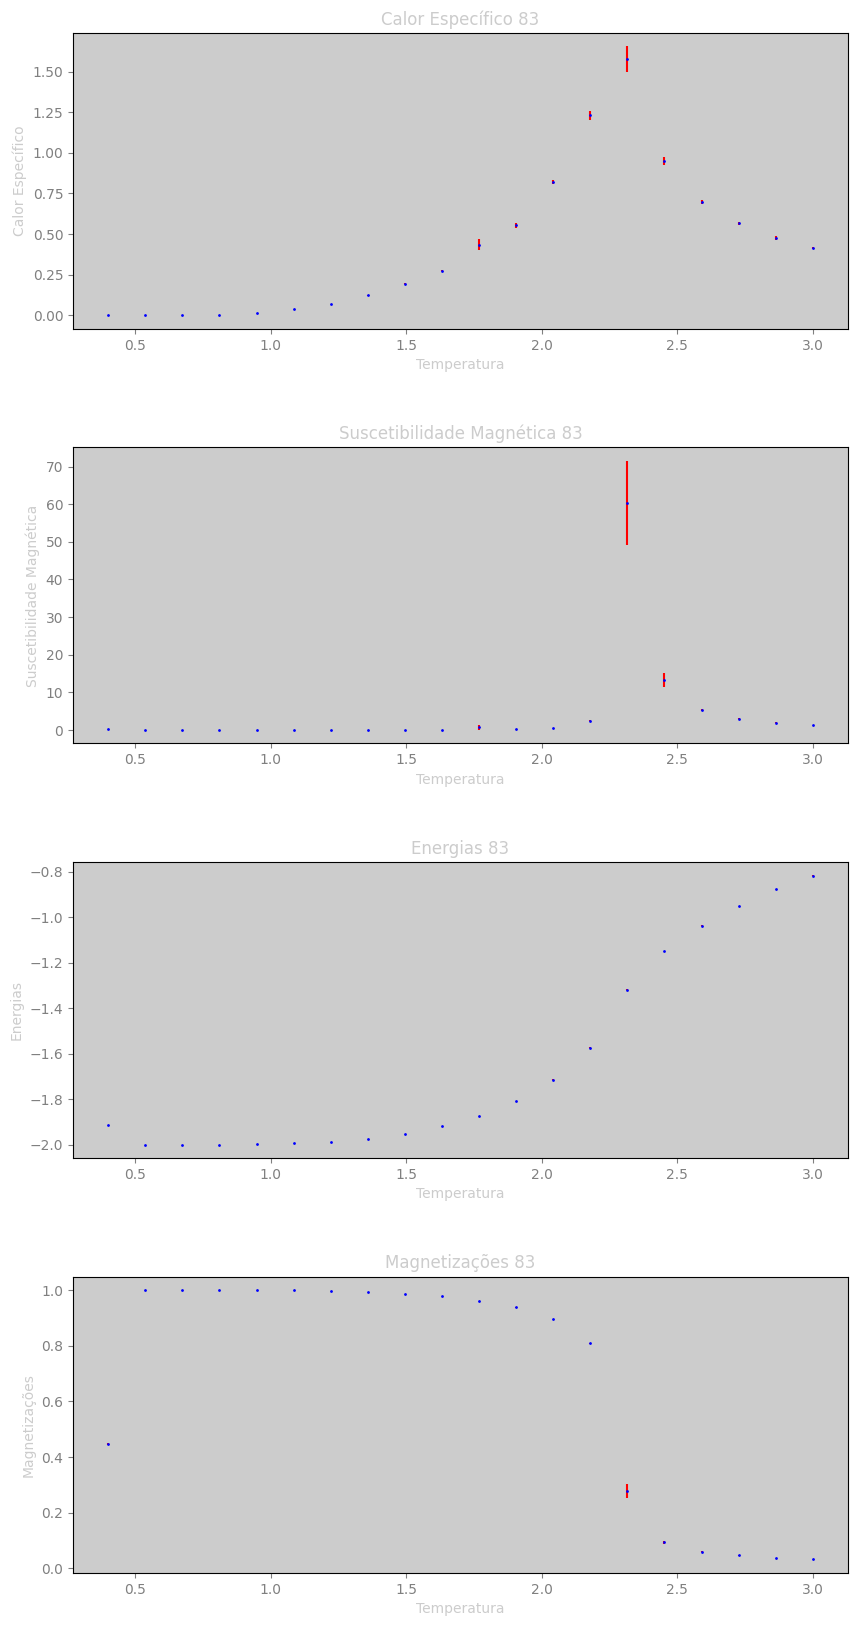 Calor Específico 83
Calor Específico
1.50
1.25
1.00
0.75
0.50
0.25
0.00
0.5 1.0 1.5 2.0 2.5 3.0
Temperatura
Suscetibilidade Magnética 83
Suscetibilidade Magnética
70
60
50
40
30
20
10
0
0.5 1.0 1.5 2.0 2.5 3.0
Temperatura
Energias 83
Energias
−0.8
−1.0
−1.2
−1.4
−1.6
−1.8
−2.0
0.5 1.0 1.5 2.0 2.5 3.0
Temperatura
Magnetizações 83
Magnetizações
1.0
0.8
0.6
0.4
0.2
0.0
0.5 1.0 1.5 2.0 2.5 3.0
Temperatura